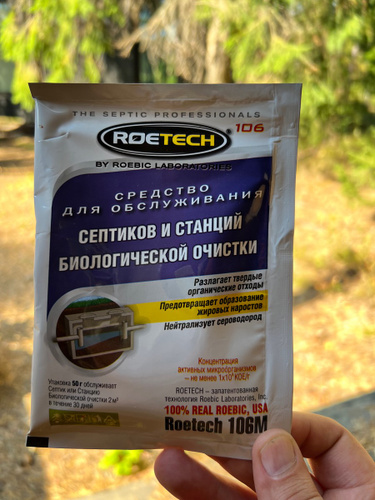 THE SEPTIC PROFESSIONALS
ROETECH 106
BY ROEBIC LABORATORIES
СРЕДСТВО
ДЛЯ ОБСЛУЖИВАНИЯ
СЕПТИКОВ И СТАНЦИЙ
БИОЛОГИЧЕСКОЙ ОЧИСТКИ
Разлагает твердые
органические отходы
Предотвращает образование
жировых наростов
Нейтрализует сероводород
Концентрация
активных микроорганизмов
– не менее 1x10⁹ КОЕ/г
Упаковка 50 г обслуживает
Септик или Станцию
Биологической очистки 2 м³
в течение 30 дней
ROETECH – запатентованная
технология Roebic Laboratories, Inc.
100% REAL ROEBIC, USA
Roetech 106M